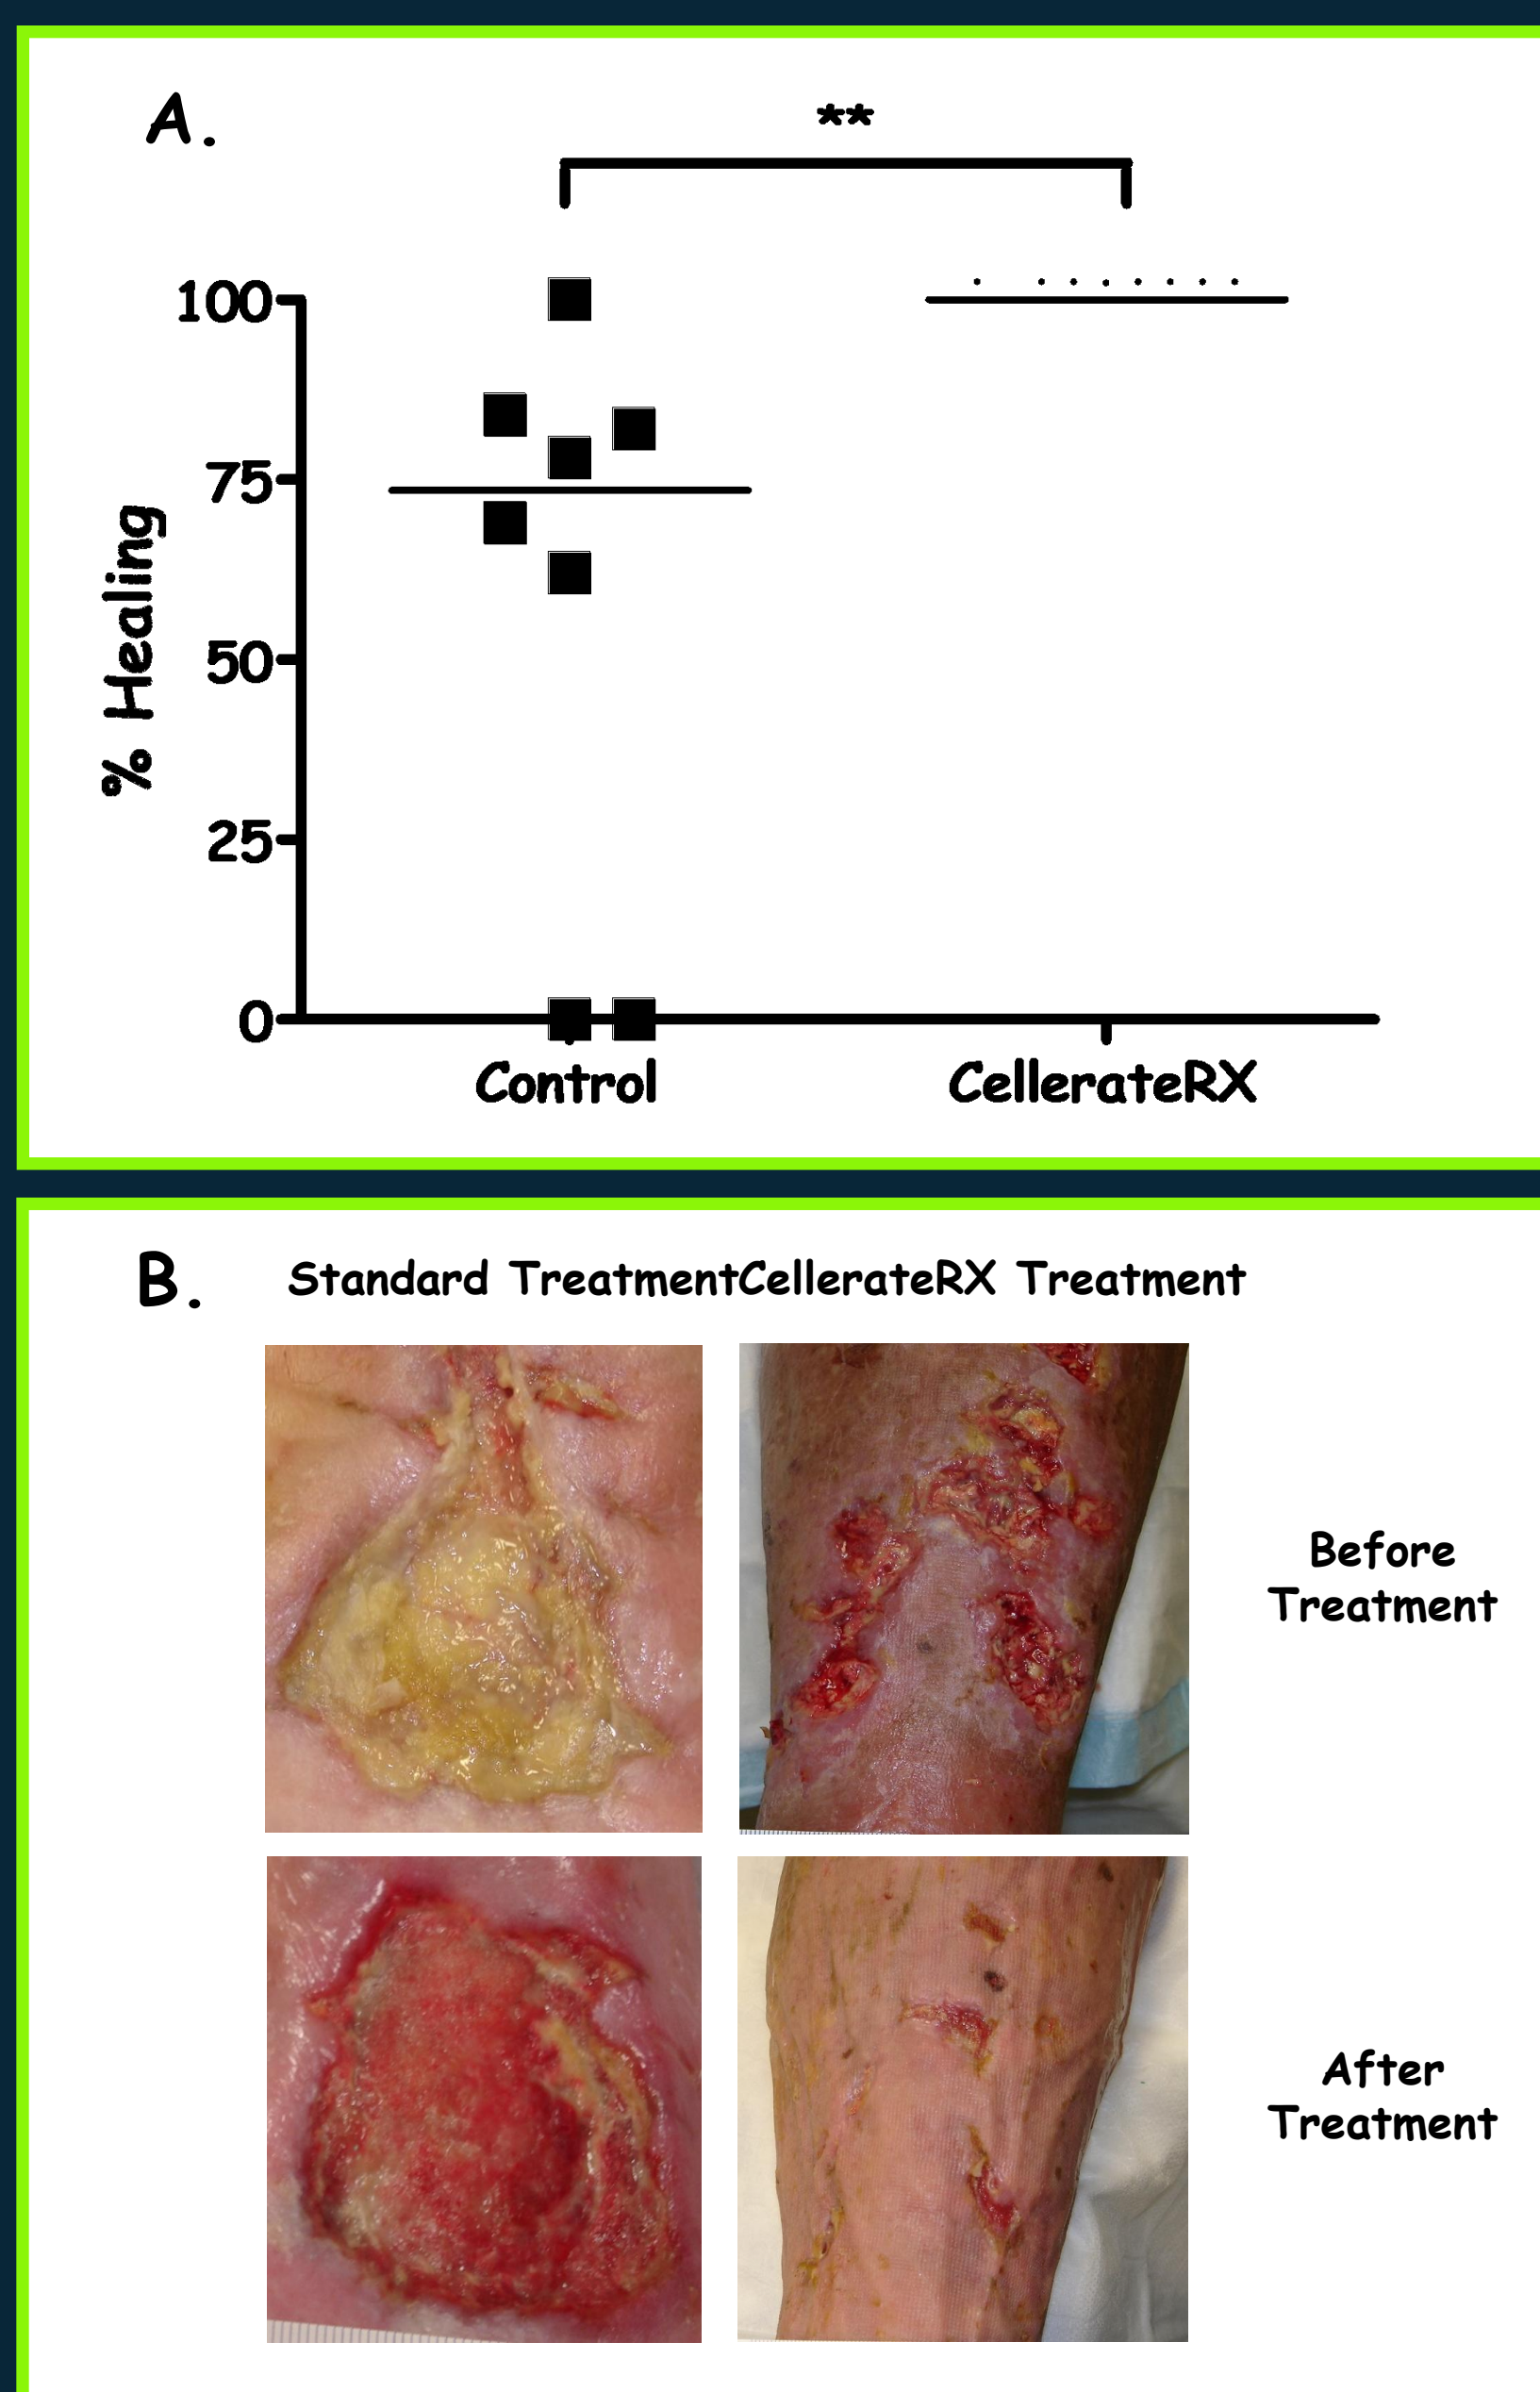 A.
**
100
75
50
25
0
% Healing
Control
CellerateRX
B.
Standard TreatmentCellerateRX Treatment
Before
Treatment
After
Treatment